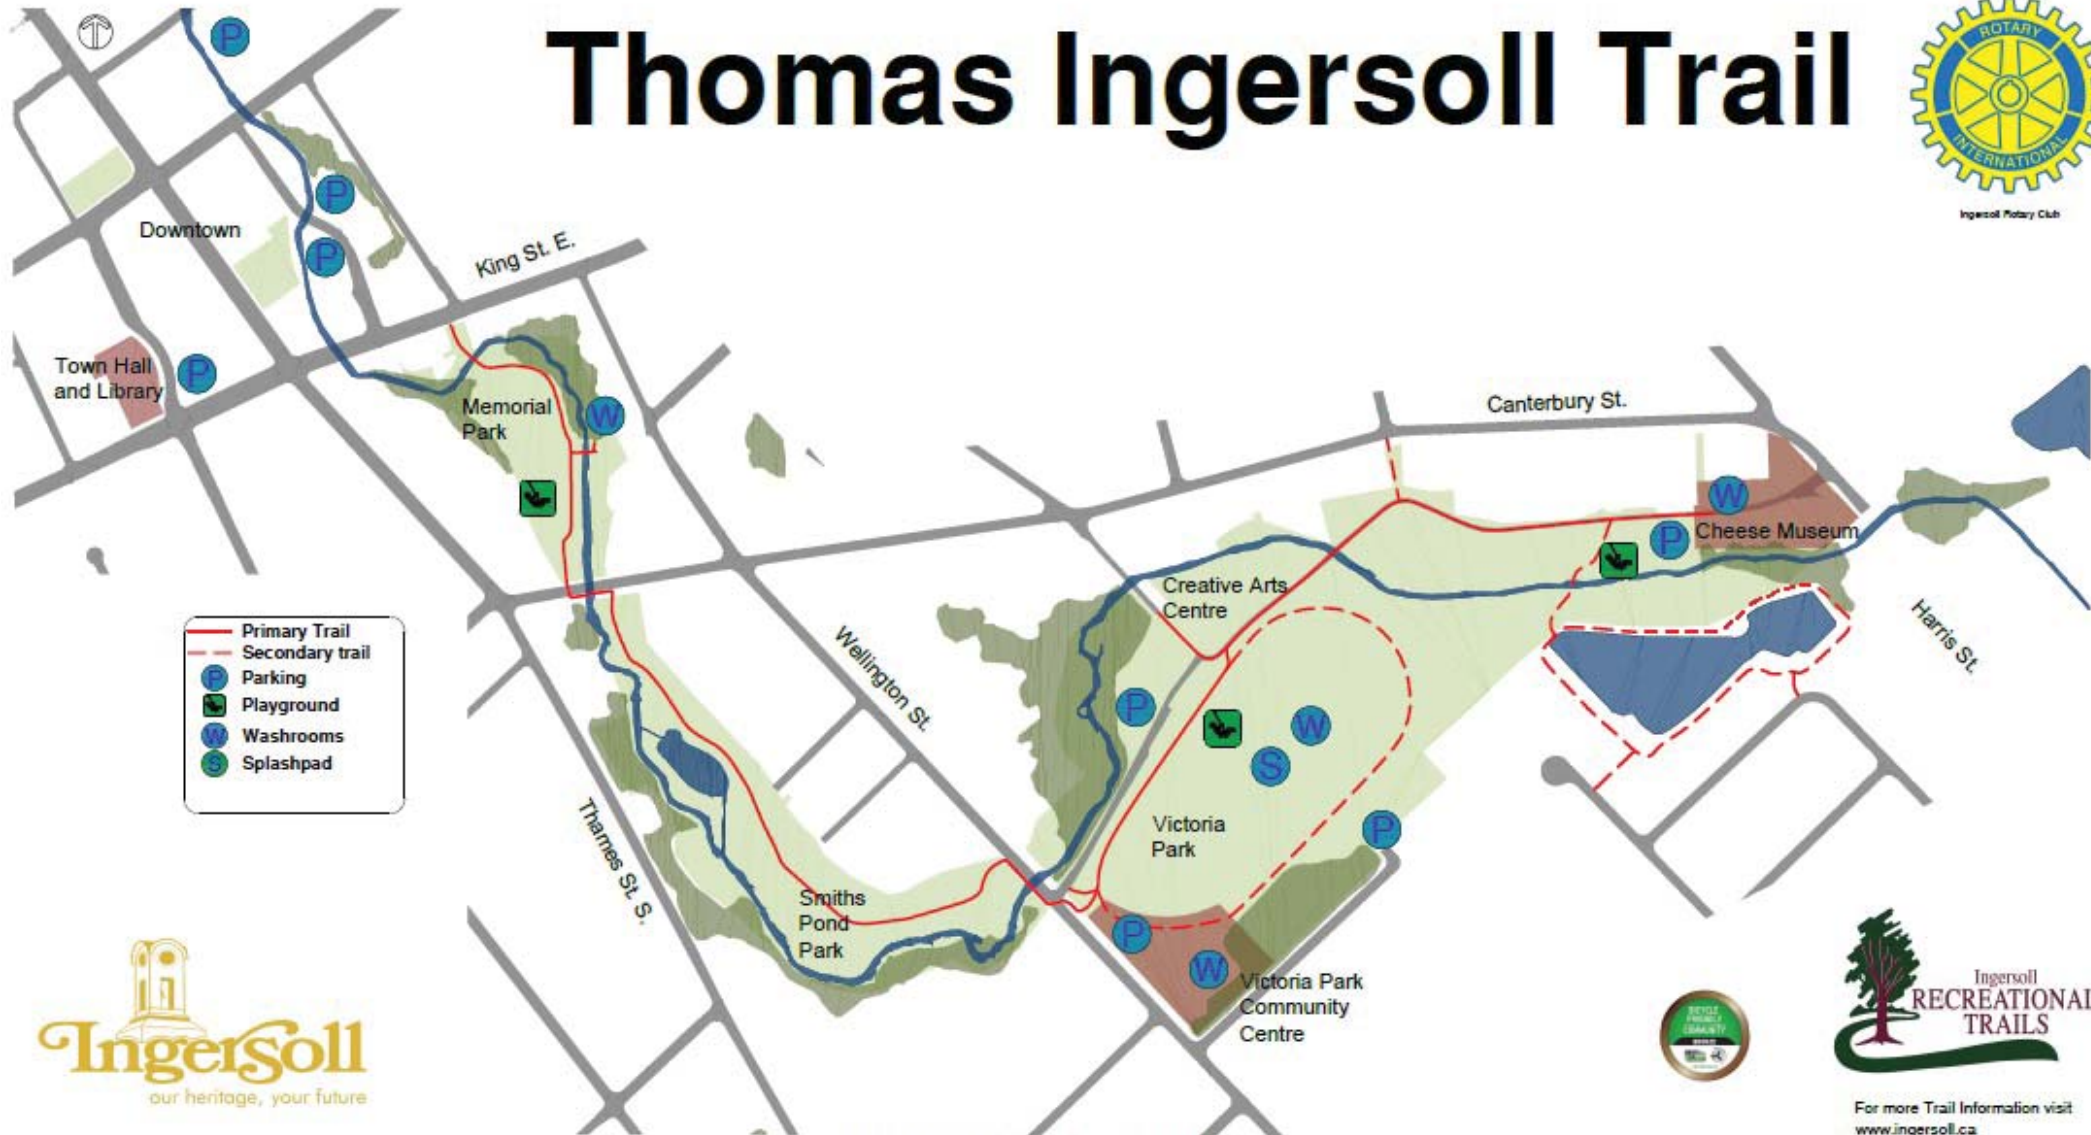 Thomas Ingersoll Trail
ROTARY
INTERNATIONAL
Ingersoll Rotary Club
P
P
P
Downtown
King St. E.
Town Hall
and Library
P
Memorial
Park
W
Canterbury St.
W
P
Cheese Museum
Creative Arts
Centre
Harris St.
Primary Trail
Secondary trail
P Parking
Playground
W Washrooms
S Splashpad
Wellington St.
P
W
S
Victoria
Park
P
Thames St. S.
Smiths
Pond
Park
P
W
Victoria Park
Community
Centre
Ingersoll
our heritage, your future
BICYCLE
FRIENDLY
COMMUNITY
Ingersoll
RECREATIONAL
TRAILS
For more Trail Information visit
www.ingersoll.ca